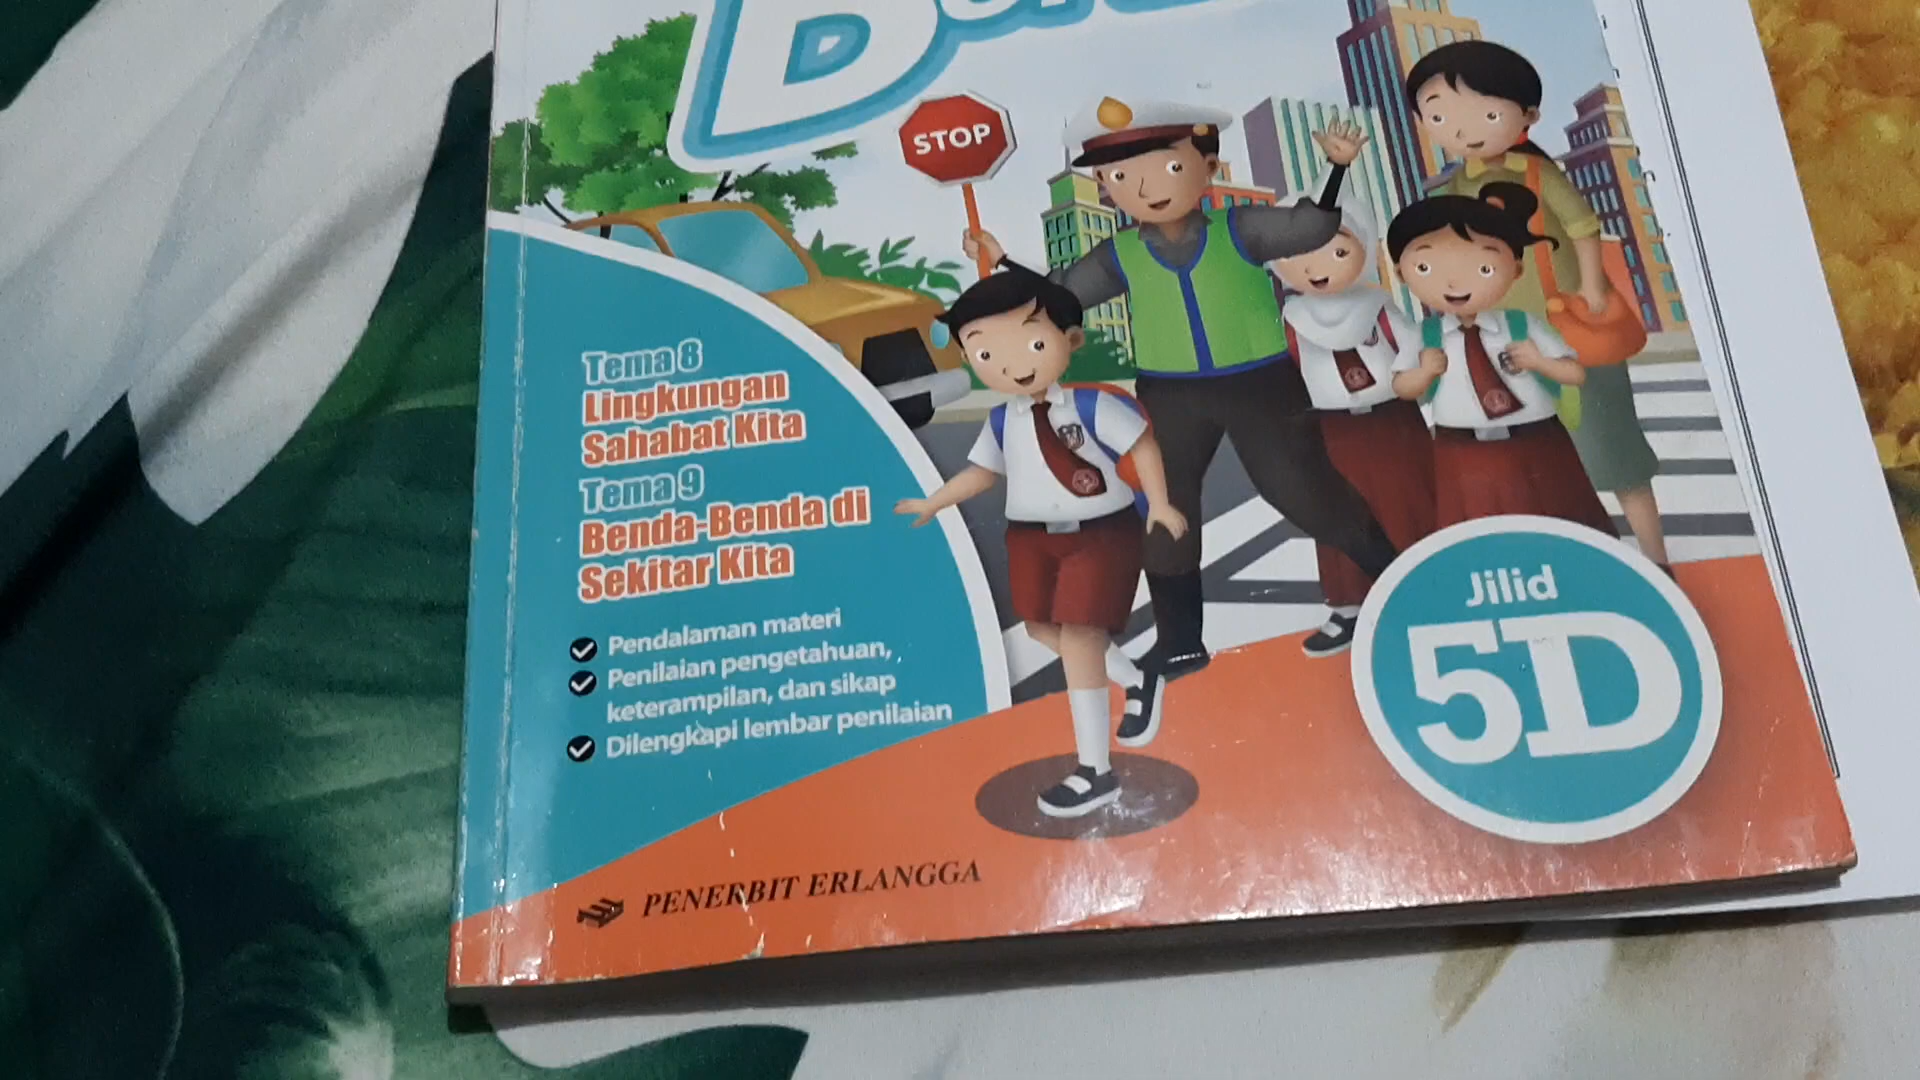 STOP
Tema 8
Lingkungan
Sahabat Kita
Tema 9
Benda-Benda di
Sekitar Kita
Pendalaman materi
Penilaian pengetahuan,
keterampilan, dan sikap
Dilengkapi lembar penilaian
Jilid
5D
PENERBIT ERLANGGA